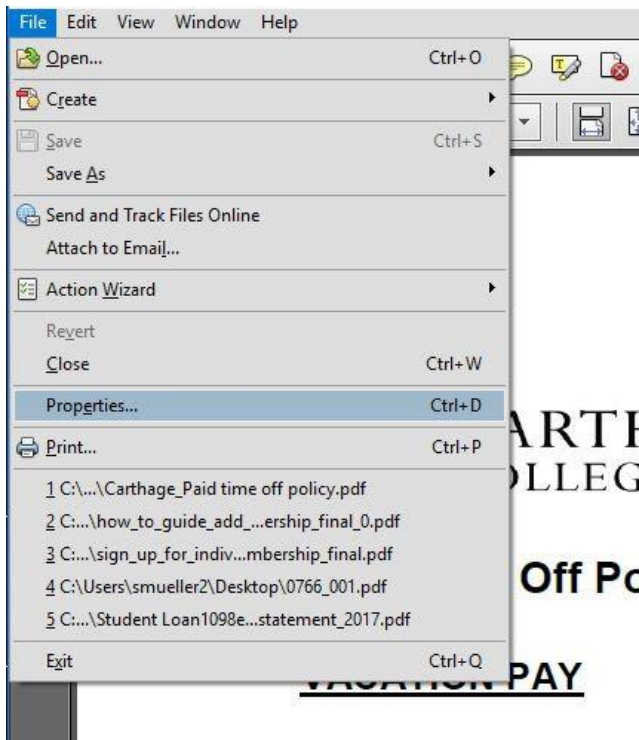 File Edit View Window Help
Open... Ctrl+O
Create
Save Ctrl+S
Save As
Send and Track Files Online
Attach to Email...
Action Wizard
Revert
Close Ctrl+W
Properties... Ctrl+D
Print... Ctrl+P
1 C:\...\Carthage_Paid time off policy.pdf
2 C:...\how_to_guide_add_...ership_final_0.pdf
3 C:...\sign_up_for_indiv...mbership_final.pdf
4 C:\Users\smueller2\Desktop\0766_001.pdf
5 C:...\Student Loan1098e...statement_2017.pdf
Exit Ctrl+Q
ARTH
OLLEG
Off Po
VACATION PAY